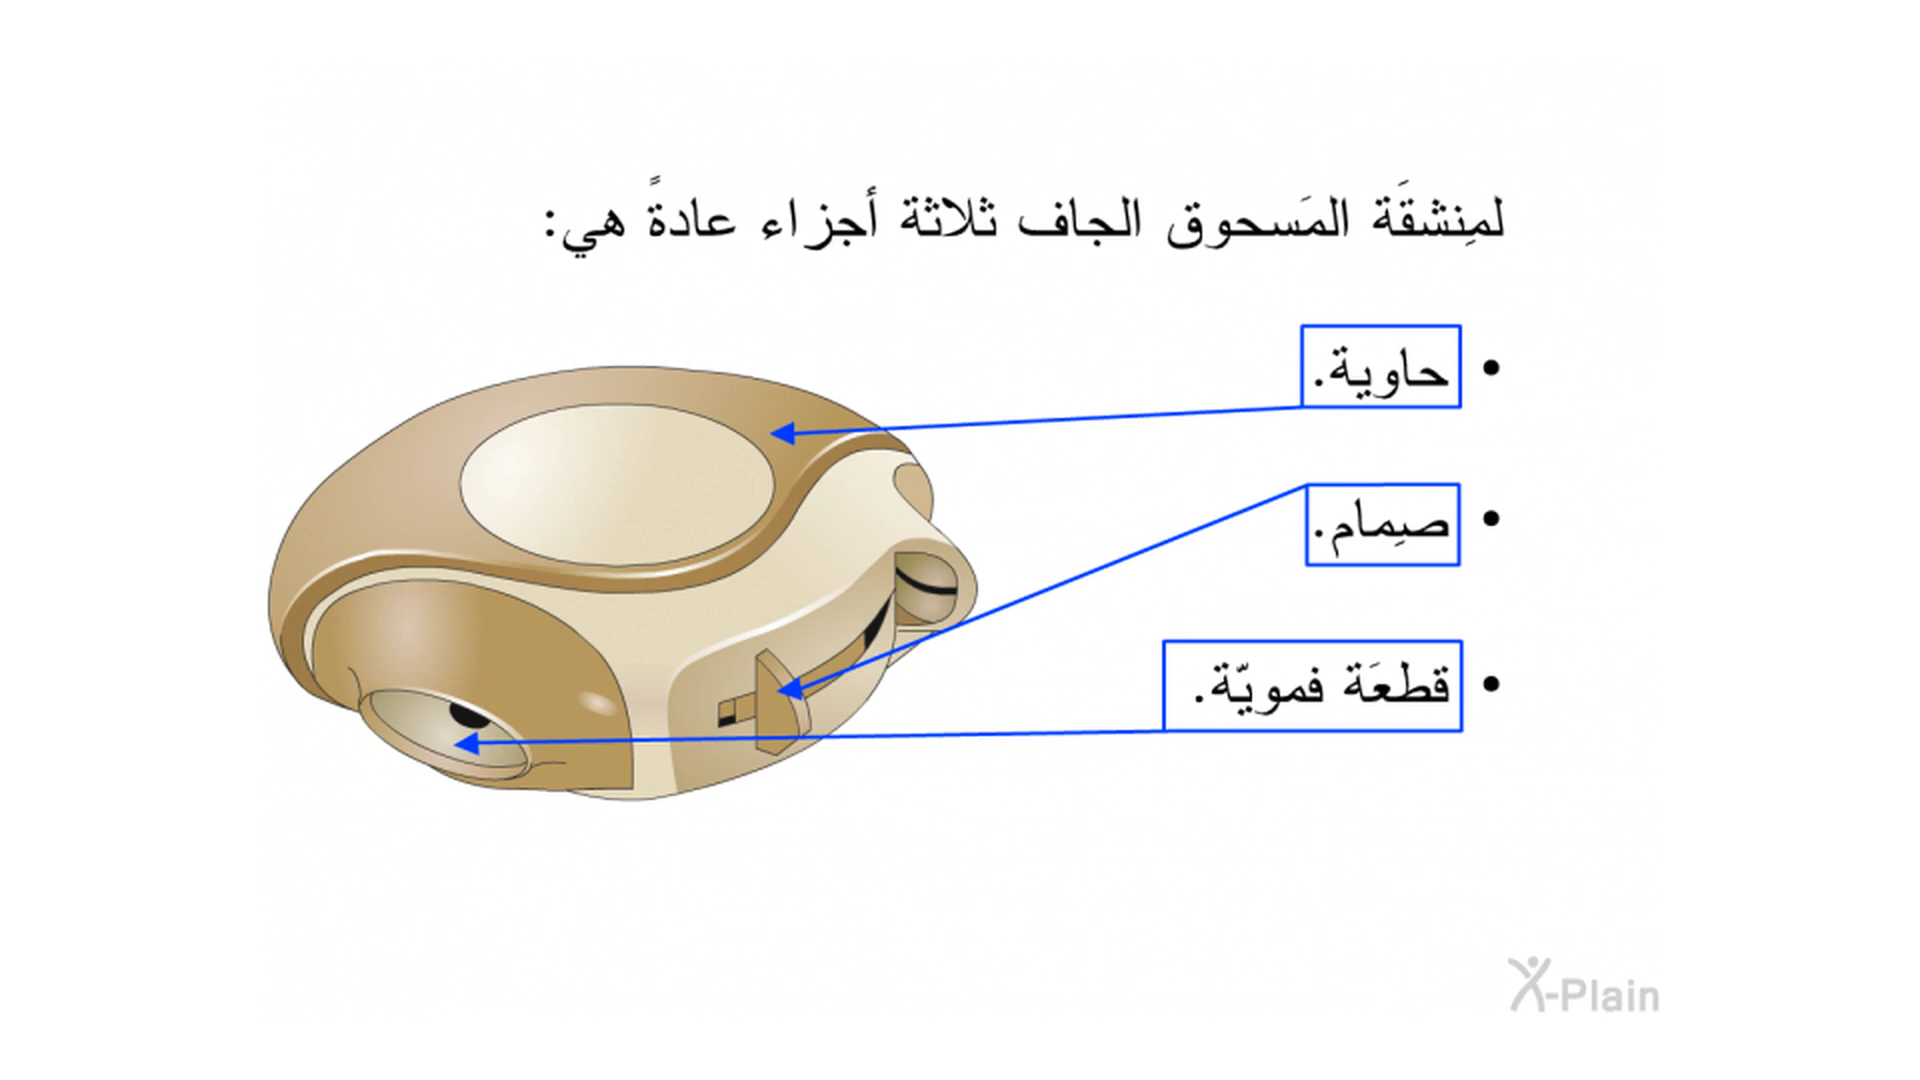 لمِنشقَة المَسحوق الجاف ثلاثة أجزاء عادةً هي:
• حاوية.
• صِمام.
• قطعَة فمويّة.
X-Plain